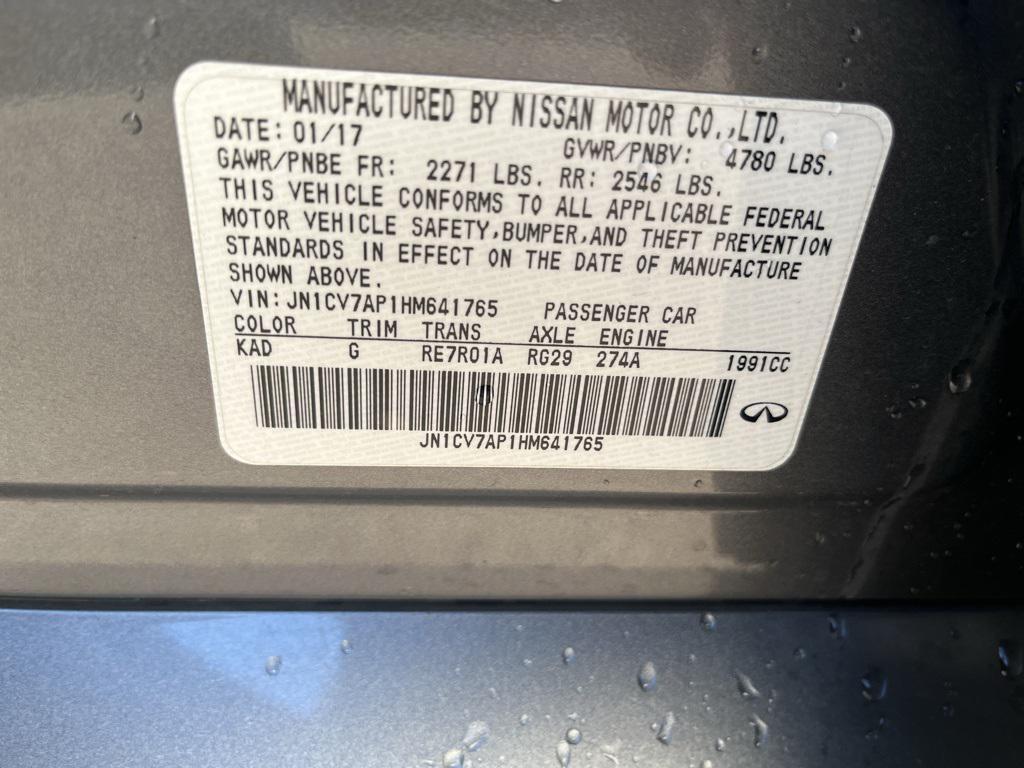 MANUFACTURED BY NISSAN MOTOR CO.,LTD.
DATE: 01/17 GVWR/PNBV: 4780 LBS.
GAWR/PNBE FR: 2271 LBS. RR: 2546 LBS.
THIS VEHICLE CONFORMS TO ALL APPLICABLE FEDERAL
MOTOR VEHICLE SAFETY,BUMPER,AND THEFT PREVENTION
STANDARDS IN EFFECT ON THE DATE OF MANUFACTURE
SHOWN ABOVE.
VIN: JN1CV7AP1HM641765 PASSENGER CAR
COLOR TRIM TRANS AXLE ENGINE
KAD G RE7R01A RG29 274A 1991CC
JN1CV7AP1HM641765